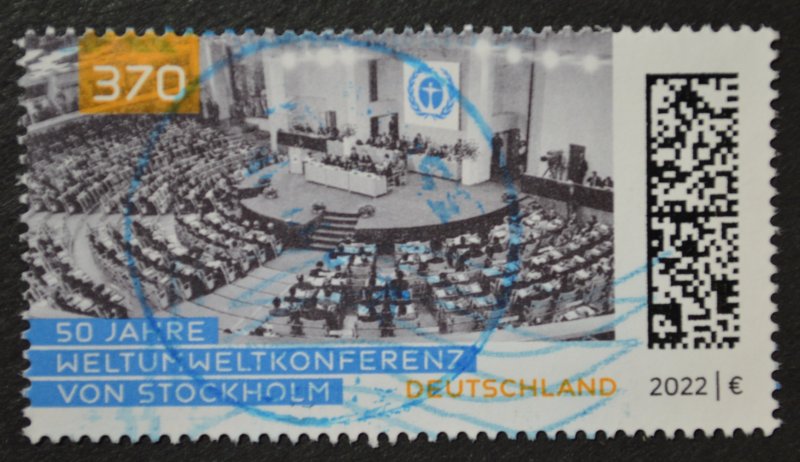 370
50 JAHRE
WELTUMWELTKONFERENZ
VON STOCKHOLM
DEUTSCHLAND
2022 | €